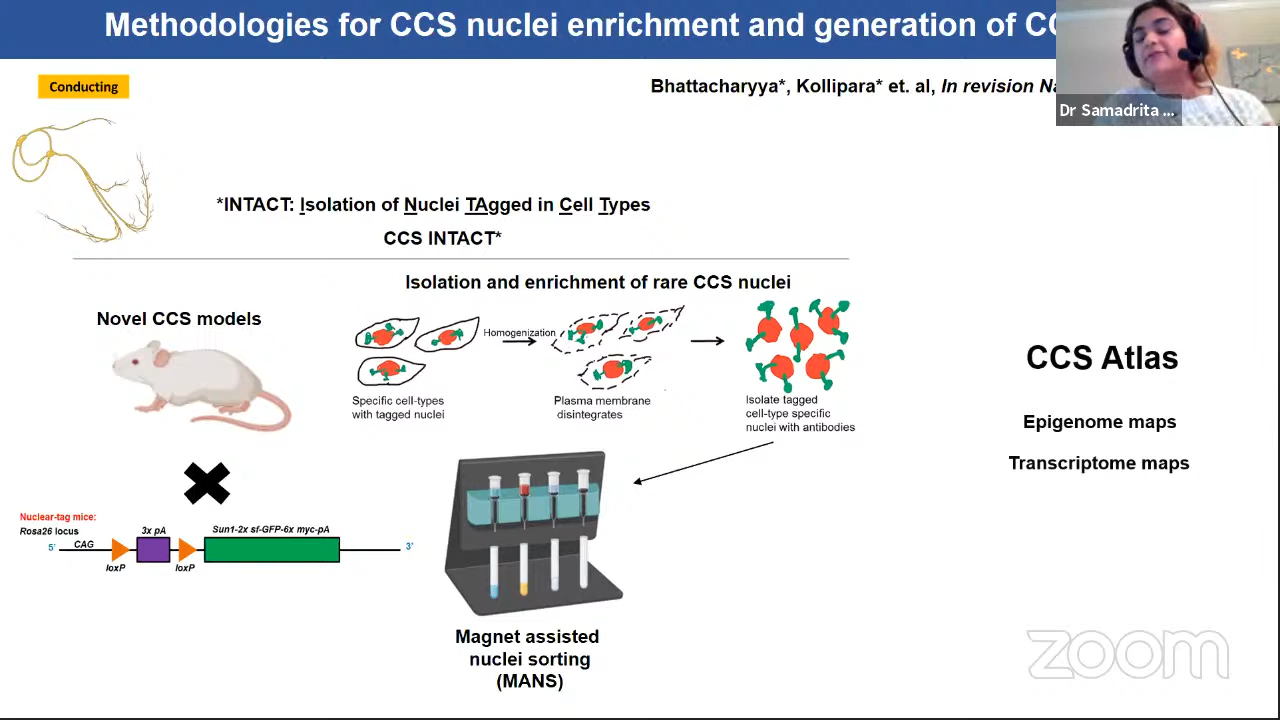 Methodologies for CCS nuclei enrichment and generation of
Conducting
Bhattacharyya*, Kollipara* et. al, In revision
Dr Samadrita ...
*INTACT: Isolation of Nuclei TAgged in Cell Types
CCS INTACT*
Isolation and enrichment of rare CCS nuclei
Novel CCS models
Homogenization
Specific cell-types
with tagged nuclei
Plasma membrane
disintegrates
Isolate tagged
cell-type specific
nuclei with antibodies
CCS Atlas
Epigenome maps
Transcriptome maps
Nuclear-tag mice:
Rosa26 locus
5'
CAG
loxP
3x pA
loxP
Sun1-2x sf-GFP-6x myc-pA
3'
Magnet assisted
nuclei sorting
(MANS)
zoom